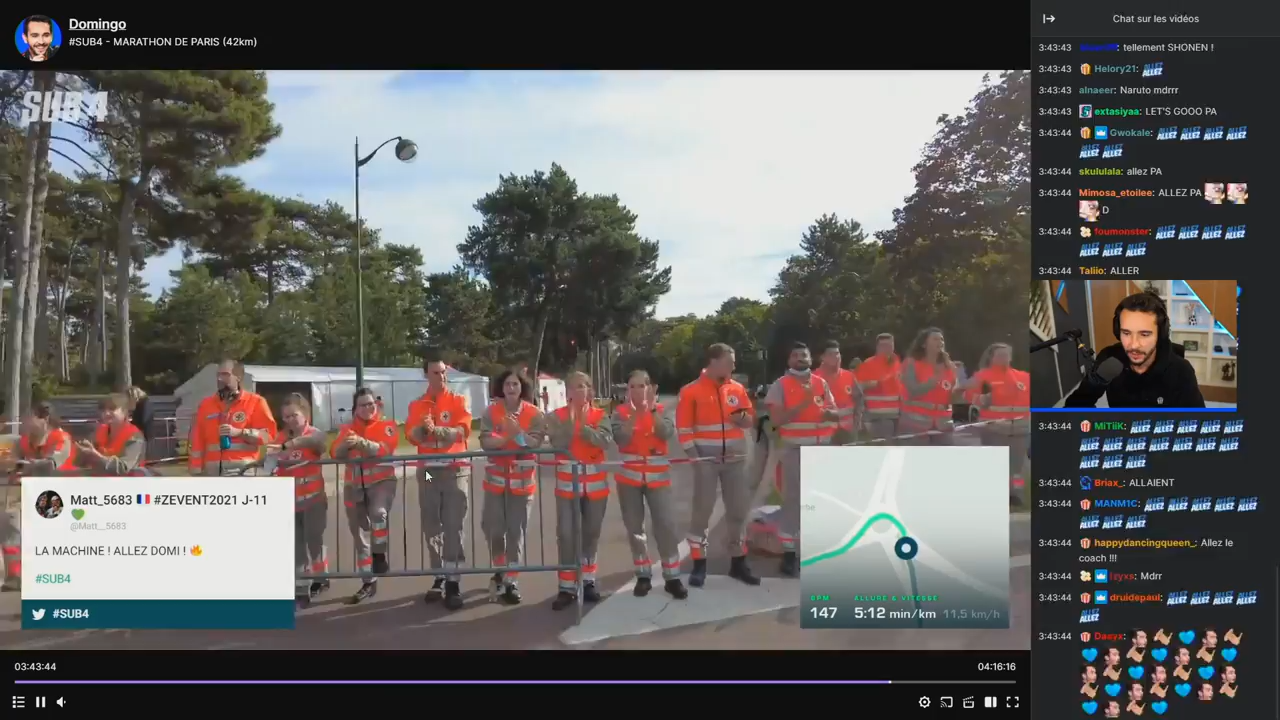 Domingo
#SUB4 - MARATHON DE PARIS (42km)
SUB4
Matt_5683 🇫🇷 #ZEVENT2021 J-11
💚
@Matt_5683
LA MACHINE ! ALLEZ DOMI ! 🔥
#SUB4
#SUB4
BPM
ALLURE & VITESSE
147
5:12 min/km
11,5 km/h
03:43:44
04:16:16
Chat sur les vidéos
3:43:43 : tellement SHONEN !
3:43:43 Helory21: ALLEZ
3:43:43 alnaeer: Naruto mdrrr
3:43:43 extasiyaa: LET'S GOOO PA
3:43:44 Gwokale: ALLEZ ALLEZ ALLEZ ALLEZ
ALLEZ ALLEZ
3:43:44 skululala: allez PA
3:43:44 Mimosa_etoilee: ALLEZ PA
D
3:43:44 foumonster: ALLEZ ALLEZ ALLEZ ALLEZ
ALLEZ ALLEZ ALLEZ
3:43:44 Taliio: ALLER
3:43:44 MiTiiK: ALLEZ ALLEZ ALLEZ ALLEZ ALLEZ
ALLEZ ALLEZ ALLEZ ALLEZ ALLEZ ALLEZ ALLEZ
ALLEZ ALLEZ ALLEZ
3:43:44 Briax_: ALLAIENT
3:43:44 MANM1C: ALLEZ ALLEZ ALLEZ ALLEZ ALLEZ
ALLEZ ALLEZ ALLEZ
3:43:44 happydancingqueen_: Allez le
coach !!!
3:43:44 Izyxs: Mdrr
3:43:44 druidepaul: ALLEZ ALLEZ ALLEZ ALLEZ
ALLEZ
3:43:44 Daxyx: